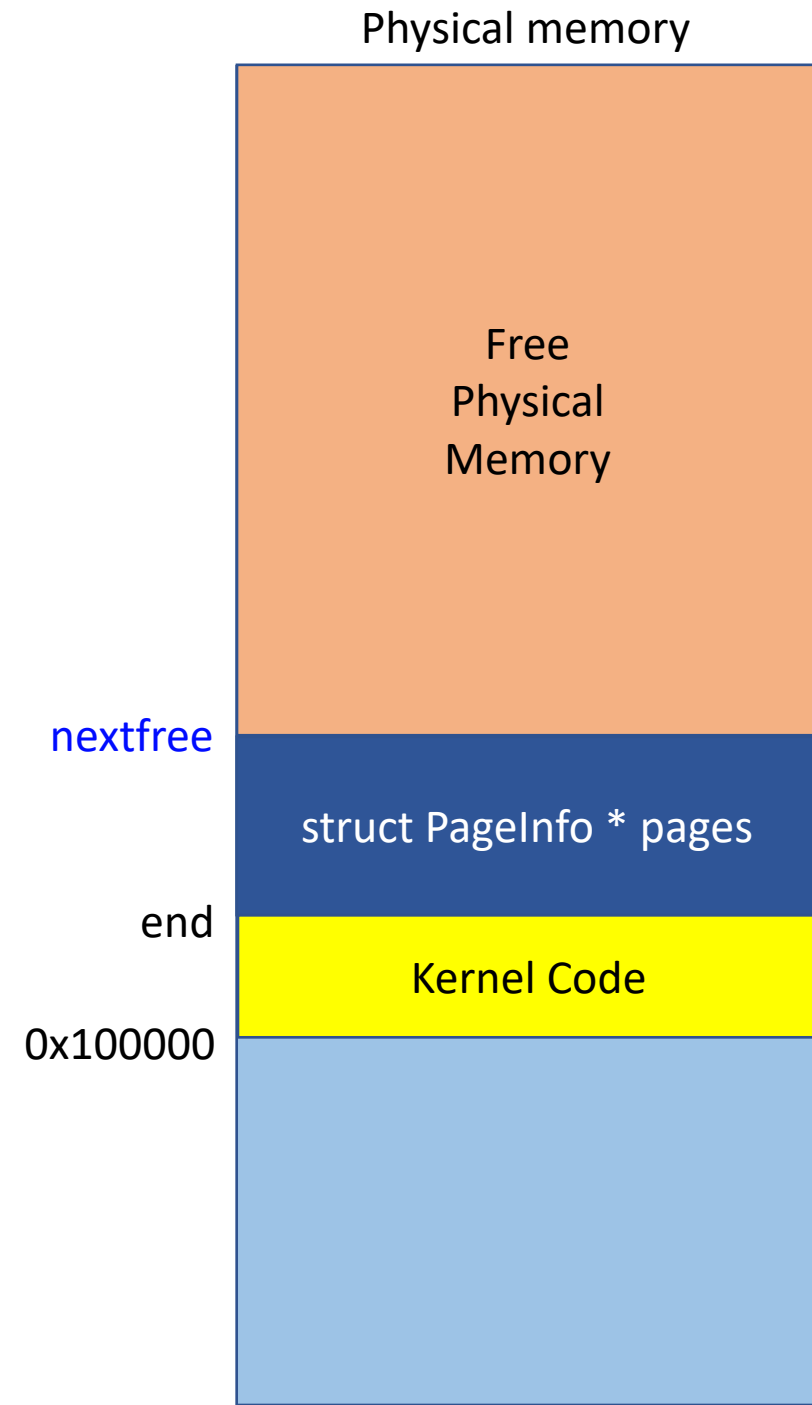 Physical memory
Free
Physical
Memory
nextfree
struct PageInfo * pages
end
Kernel Code
0x100000